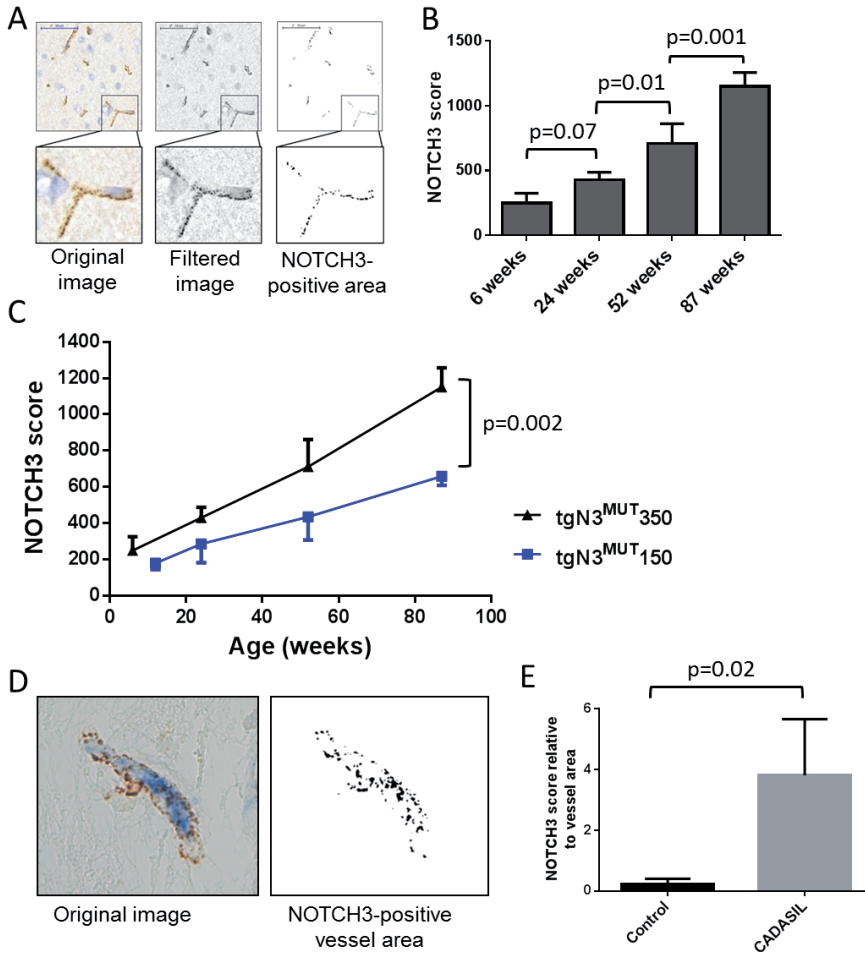 A
Original
image
Filtered
image
NOTCH3-
positive area
B
NOTCH3 score
1500
1000
500
0
p=0.07
p=0.01
p=0.001
6 weeks
24 weeks
52 weeks
87 weeks
C
NOTCH3 score
1400
1200
1000
800
600
400
200
0
0
20
40
60
80
100
Age (weeks)
p=0.002
tgN3MUT350
tgN3MUT150
D
Original image
NOTCH3-positive
vessel area
E
p=0.02
NOTCH3 score relative
to vessel area
6
4
2
0
Control
CADASIL